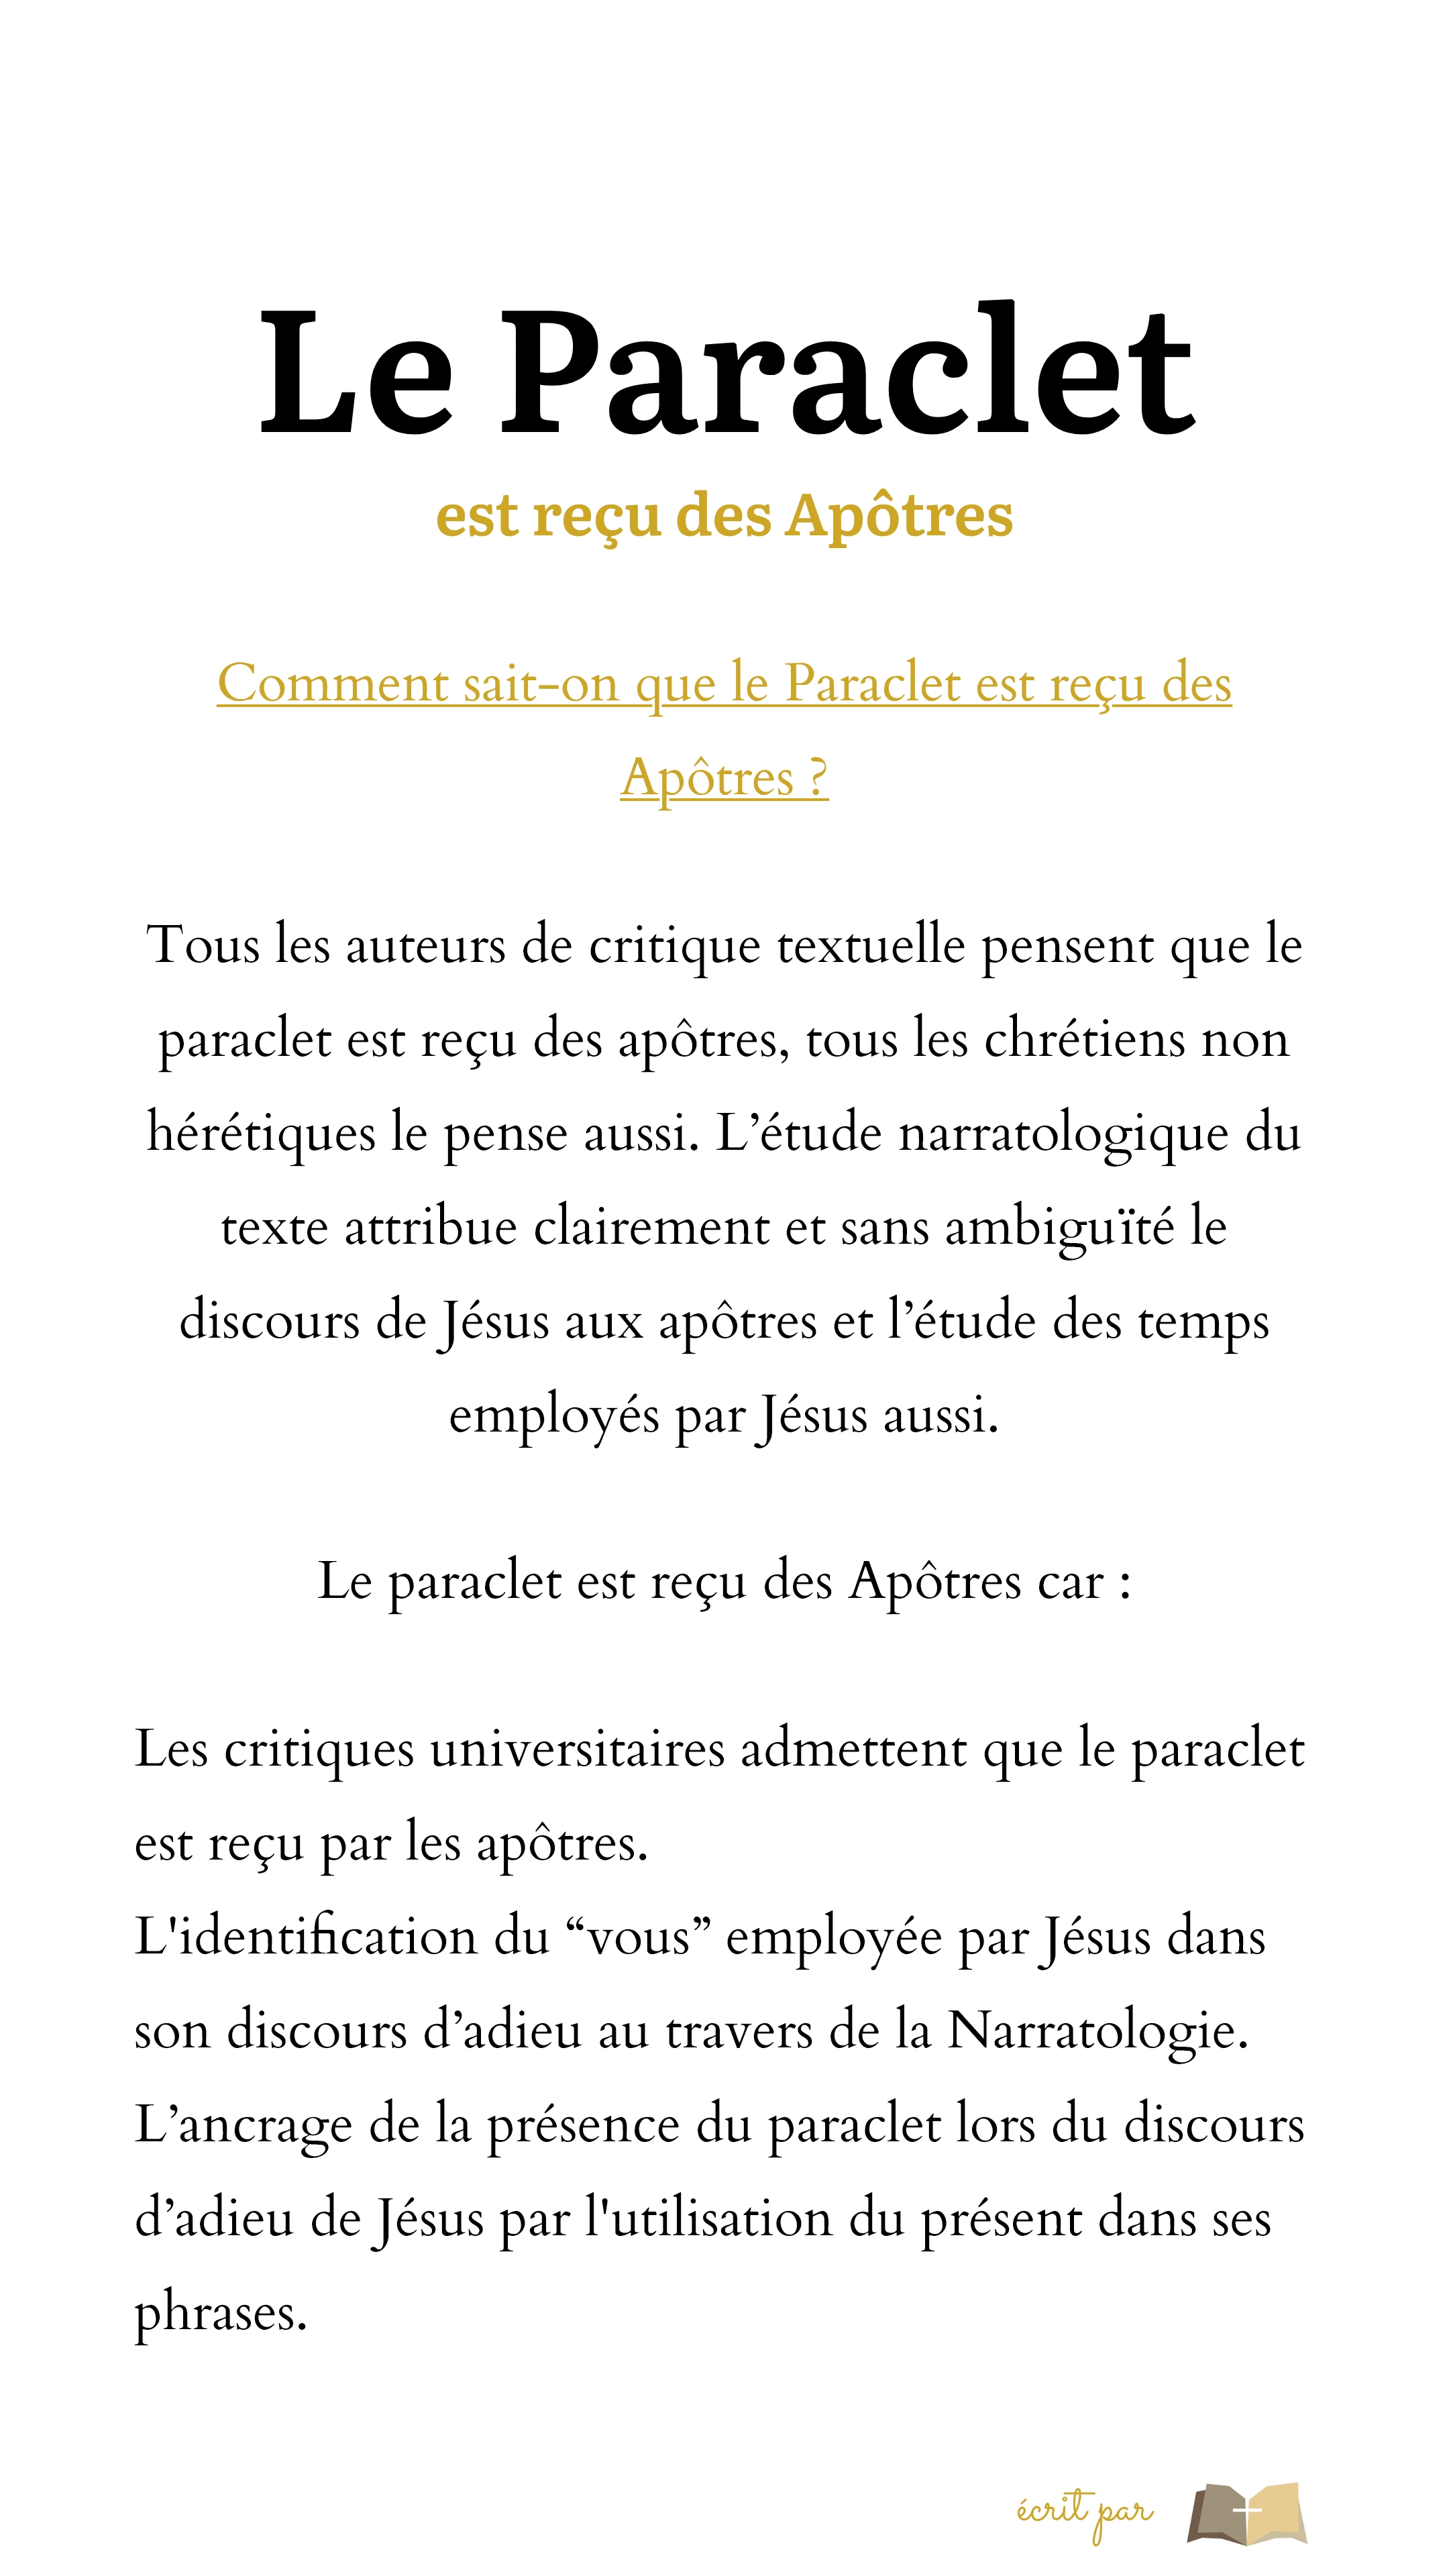 Le Paraclet
est reçu des Apôtres
Comment sait-on que le Paraclet est reçu des
Apôtres ?
Tous les auteurs de critique textuelle pensent que le
paraclet est reçu des apôtres, tous les chrétiens non
hérétiques le pense aussi. L’étude narratologique du
texte attribue clairement et sans ambiguïté le
discours de Jésus aux apôtres et l’étude des temps
employés par Jésus aussi.
Le paraclet est reçu des Apôtres car :
Les critiques universitaires admettent que le paraclet
est reçu par les apôtres.
L'identification du “vous” employée par Jésus dans
son discours d’adieu au travers de la Narratologie.
L’ancrage de la présence du paraclet lors du discours
d’adieu de Jésus par l'utilisation du présent dans ses
phrases.
écrit par